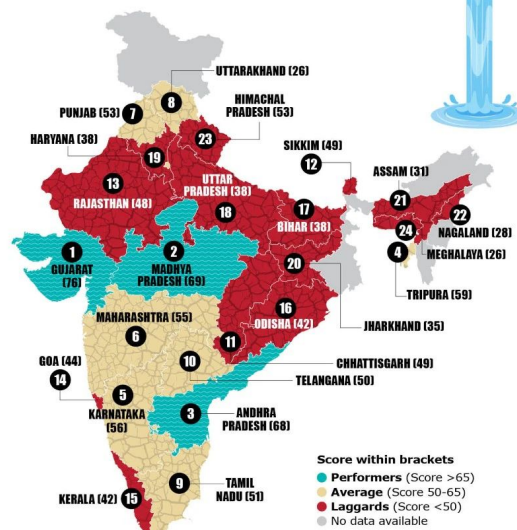 UTTARAKHAND (26)
8
PUNJAB (53)
7
HIMACHAL
PRADESH (53)
23
HARYANA (38)
19
SIKKIM (49)
12
ASSAM (31)
21
13
RAJASTHAN (48)
UTTAR
PRADESH (38)
18
17
BIHAR (38)
22
NAGALAND (28)
24
MEGHALAYA (26)
4
TRIPURA (59)
1
GUJARAT
(76)
2
MADHYA
PRADESH (69)
20
JHARKHAND (35)
16
ODISHA (42)
MAHARASHTRA (55)
6
11
CHHATTISGARH (49)
10
TELANGANA (50)
GOA (44)
14
5
KARNATAKA
(56)
3
ANDHRA
PRADESH (68)
9
TAMIL
NADU (51)
KERALA (42)
15
Score within brackets
Performers (Score >65)
Average (Score 50-65)
Laggards (Score <50)
No data available